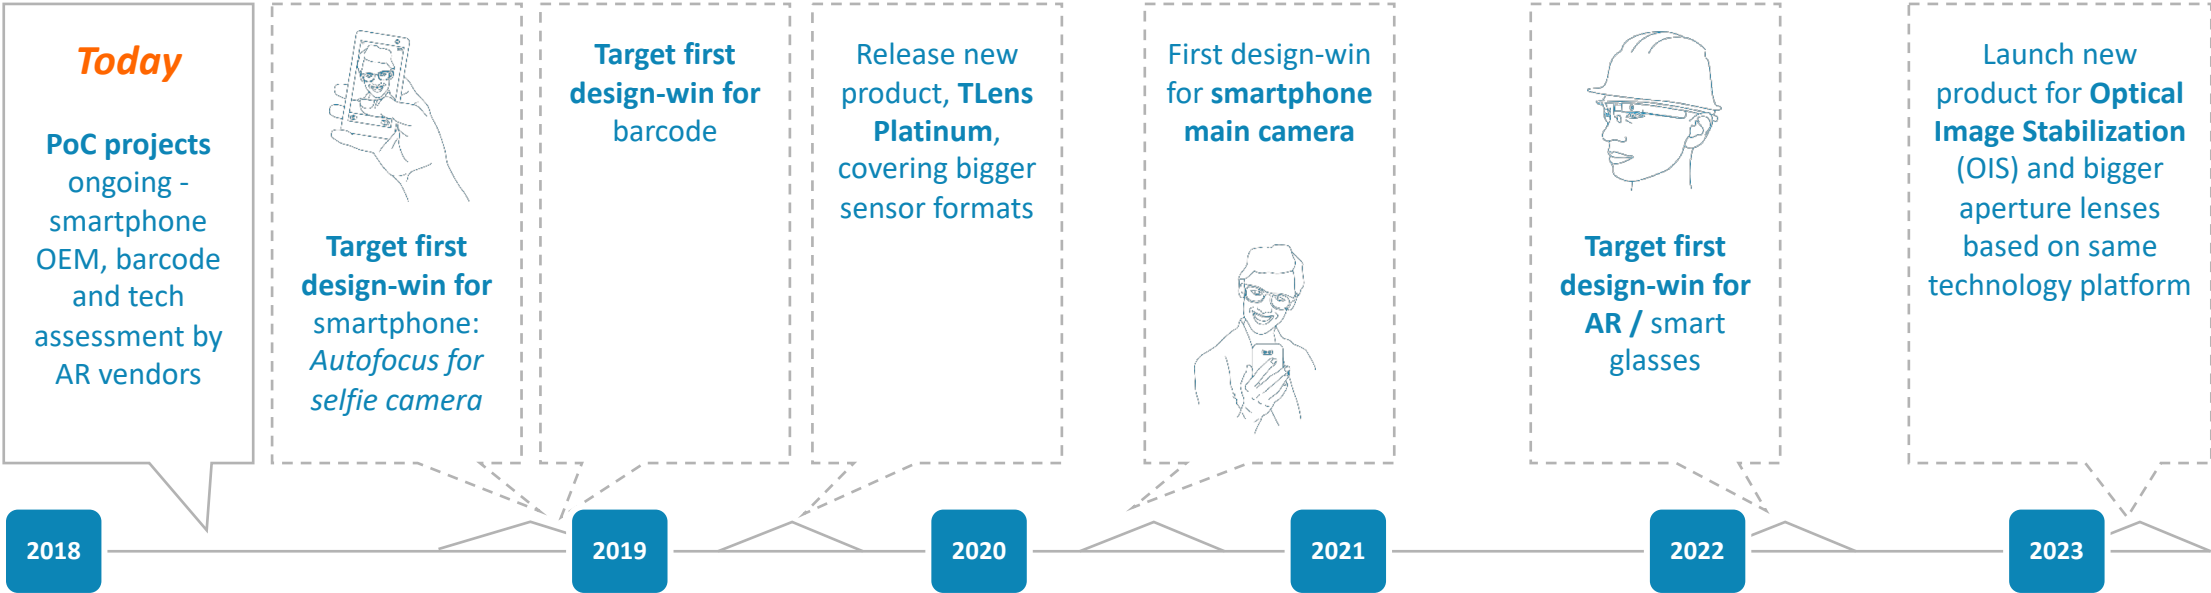 Today
PoC projects
ongoing -
smartphone
OEM, barcode
and tech
assessment by
AR vendors
Target first
design-win for
smartphone:
Autofocus for
selfie camera
Target first
design-win for
barcode
Release new
product, TLens
Platinum,
covering bigger
sensor formats
First design-win
for smartphone
main camera
Target first
design-win for
AR / smart
glasses
Launch new
product for Optical
Image Stabilization
(OIS) and bigger
aperture lenses
based on same
technology platform
2018
2019
2020
2021
2022
2023